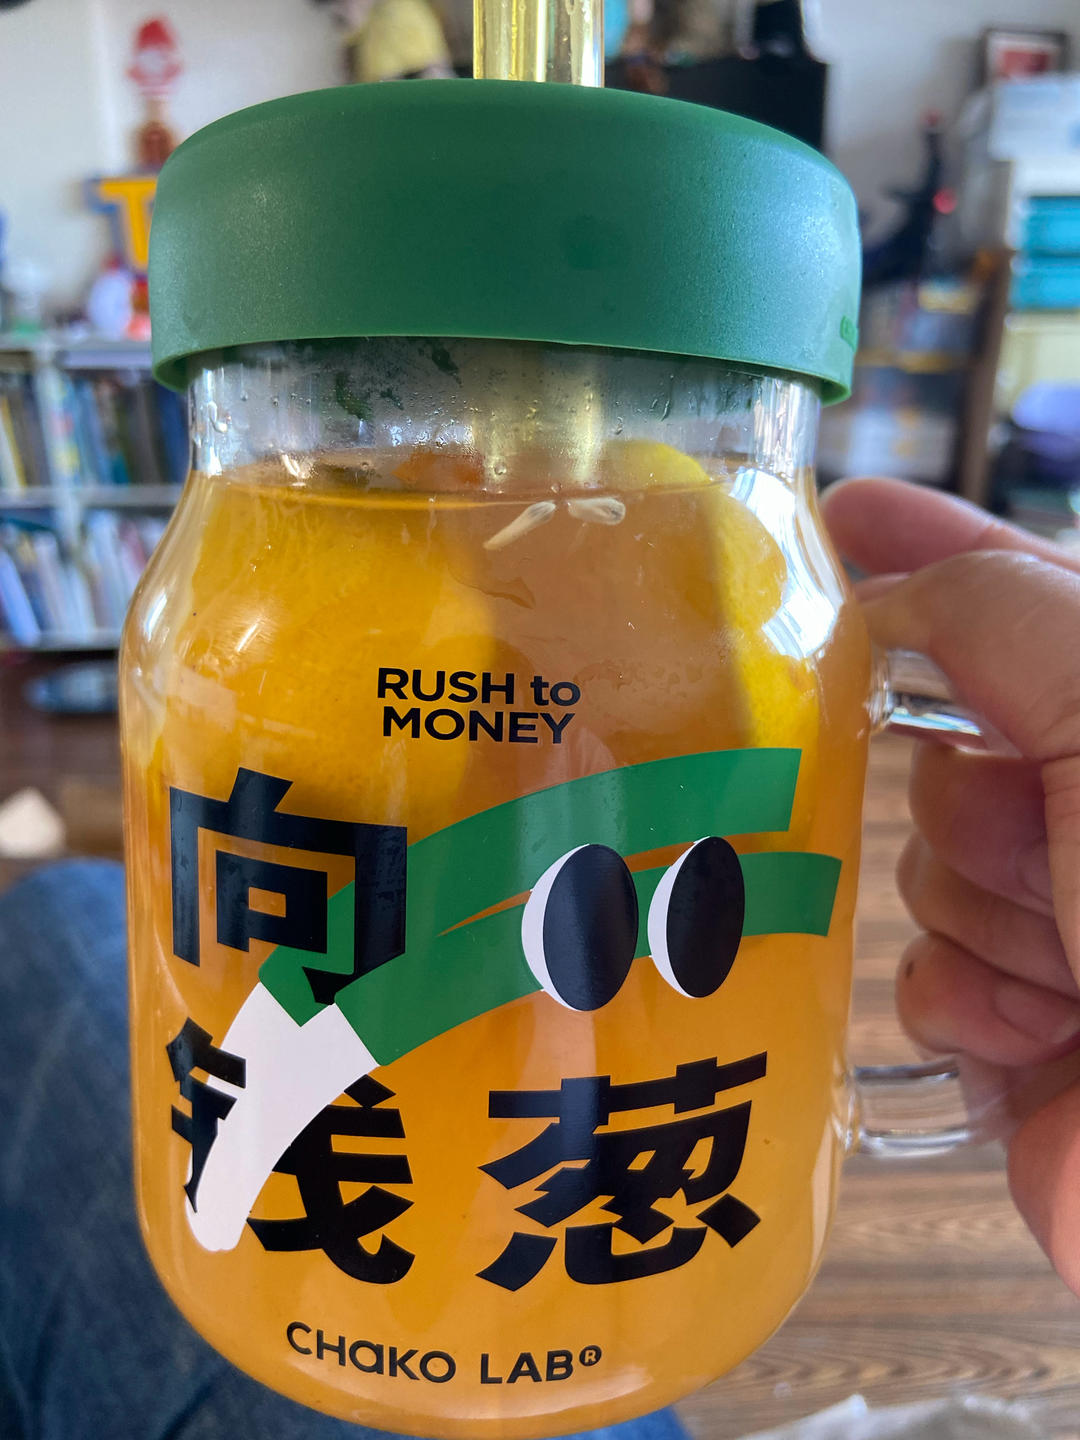 RUSH to
MONEY
向
钱 葱
CHAKO LAB®